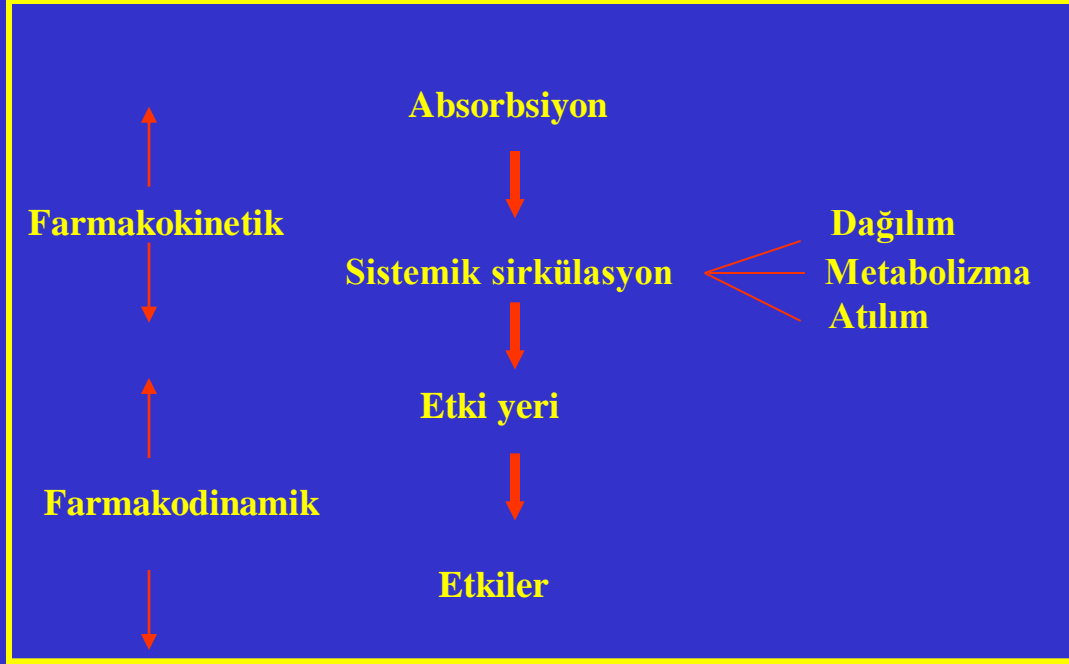 Absorbsiyon
Farmakokinetik
Dağılım
Sistemik sirkülasyon
Metabolizma
Atılım
Etki yeri
Farmakodinamik
Etkiler